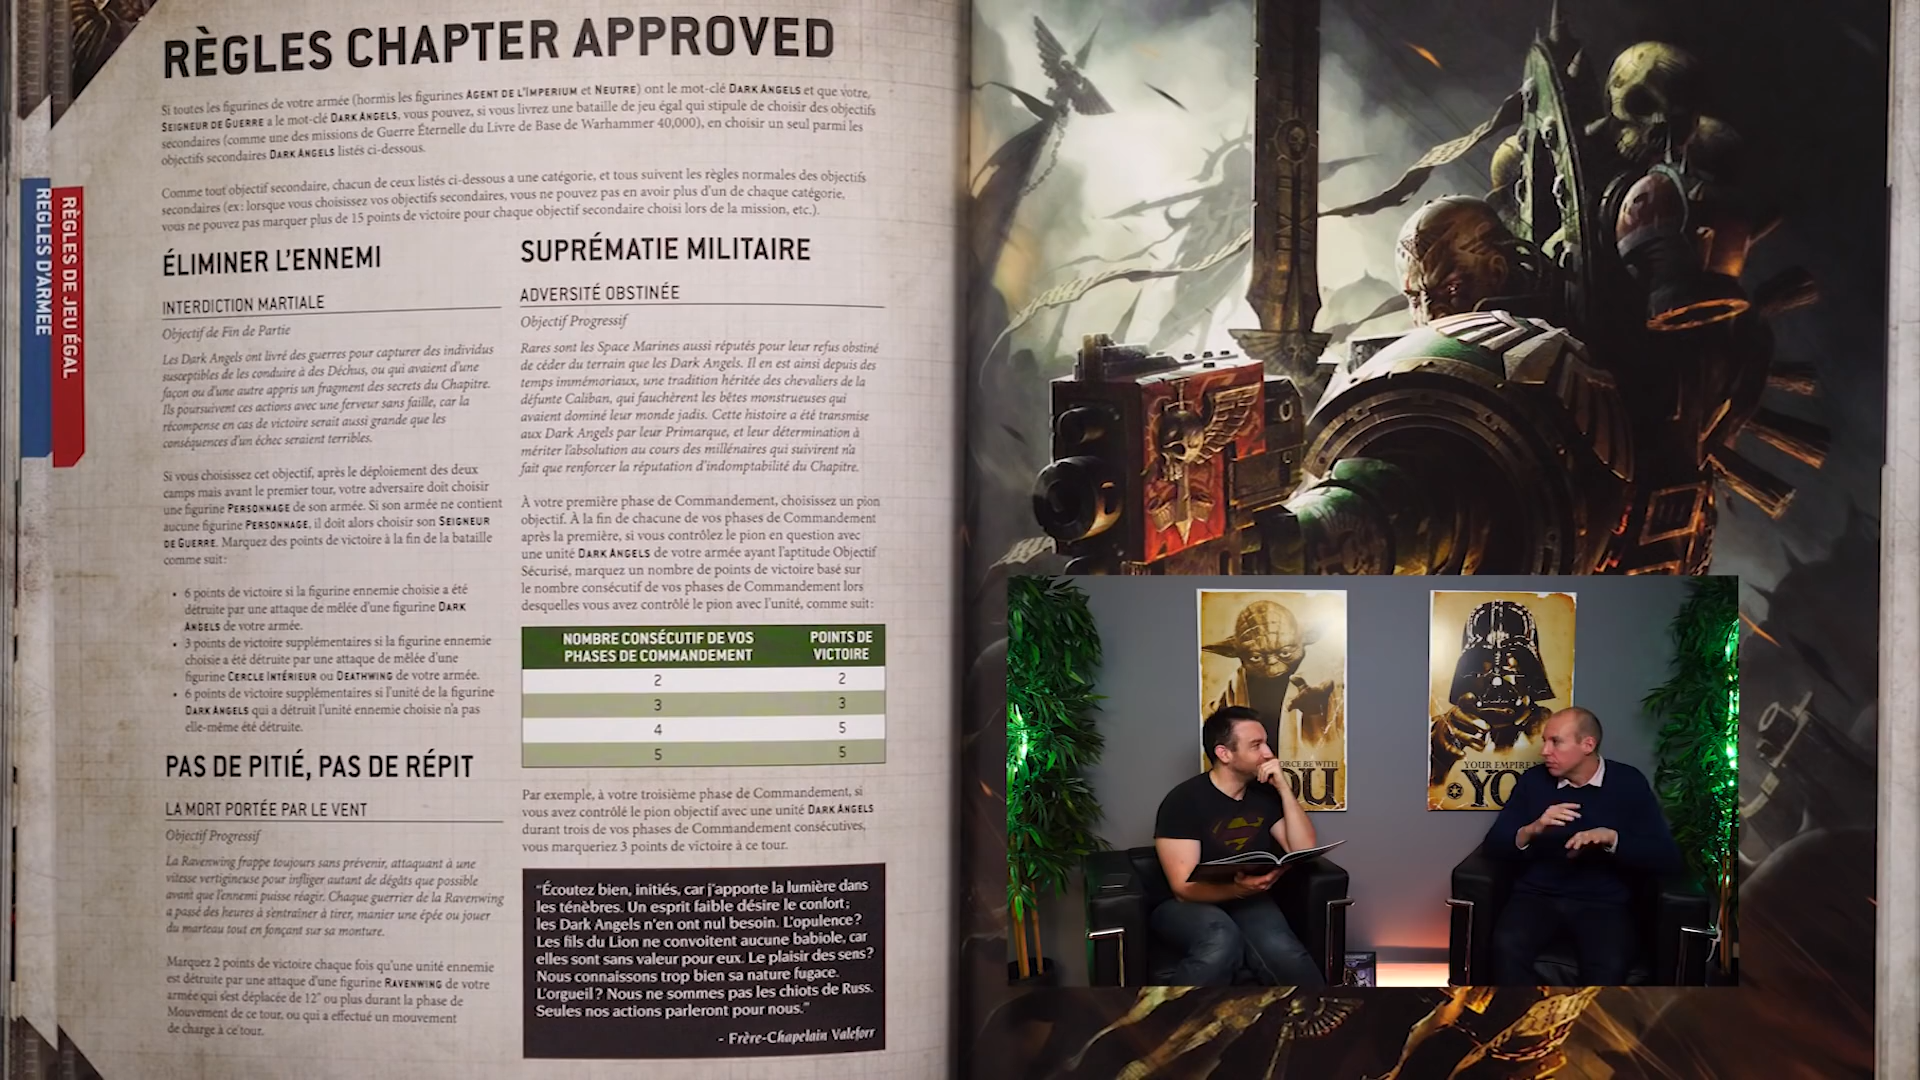 RÈGLES CHAPTER APPROVED
Si toutes les figurines de votre armée (hormis les figurines AGENT DE L'IMPERIUM et NEUTRE) ont le mot-clé DARK ANGELS et que votre
SEIGNEUR DE GUERRE a le mot-clé DARK ANGELS, vous pouvez, si vous livrez une bataille de jeu égal qui stipule de choisir des objectifs
secondaires (comme une des missions de Guerre Éternelle du Livre de Base de Warhammer 40,000), en choisir un seul parmi les
objectifs secondaires DARK ANGELS listés ci-dessous.
Comme tout objectif secondaire, chacun de ceux listés ci-dessous a une catégorie, et tous suivent les règles normales des objectifs
secondaires (ex: lorsque vous choisissez vos objectifs secondaires, vous ne pouvez pas en avoir plus d'un de chaque catégorie,
vous ne pouvez pas marquer plus de 15 points de victoire pour chaque objectif secondaire choisi lors de la mission, etc.).
RÈGLES D'ARMÉE
RÈGLES DE JEU ÉGAL
ÉLIMINER L'ENNEMI
INTERDICTION MARTIALE
Objectif de Fin de Partie
Les Dark Angels ont livré des guerres pour capturer des individus
susceptibles de les conduire à des Déchus, ou qui avaient d'une
façon ou d'une autre appris un fragment des secrets du Chapitre.
Ils poursuivent ces actions avec une ferveur sans faille, car la
récompense en cas de victoire serait aussi grande que les
conséquences d'un échec seraient terribles.
Si vous choisissez cet objectif, après le déploiement des deux
camps mais avant le premier tour, votre adversaire doit choisir
une figurine PERSONNAGE de son armée. Si son armée ne contient
aucune figurine PERSONNAGE, il doit alors choisir son SEIGNEUR
DE GUERRE. Marquez des points de victoire à la fin de la bataille
comme suit:
• 6 points de victoire si la figurine ennemie choisie a été
détruite par une attaque de mêlée d'une figurine DARK
ANGELS de votre armée.
• 3 points de victoire supplémentaires si la figurine ennemie
choisie a été détruite par une attaque de mêlée d'une
figurine CERCLE INTÉRIEUR ou DEATHWING de votre armée.
• 6 points de victoire supplémentaires si l'unité de la figurine
DARK ANGELS qui a détruit l'unité ennemie choisie n'a pas
elle-même été détruite.
PAS DE PITIÉ, PAS DE RÉPIT
LA MORT PORTÉE PAR LE VENT
Objectif Progressif
La Ravenwing frappe toujours sans prévenir, attaquant à une
vitesse vertigineuse pour infliger autant de dégâts que possible
avant que l'ennemi puisse réagir. Chaque guerrier de la Ravenwing
a passé des heures à s'entraîner à tirer, manier une épée ou jouer
du marteau tout en fonçant sur sa monture.
Marquez 2 points de victoire chaque fois qu'une unité ennemie
est détruite par une attaque d'une figurine RAVENWING de votre
armée qui s'est déplacée de 12" ou plus durant la phase de
Mouvement de ce tour, ou qui a effectué un mouvement
de charge à ce tour.
SUPRÉMATIE MILITAIRE
ADVERSITÉ OBSTINÉE
Objectif Progressif
Rares sont les Space Marines aussi réputés pour leur refus obstiné
de céder du terrain que les Dark Angels. Il en est ainsi depuis des
temps immémoriaux, une tradition héritée des chevaliers de la
défunte Caliban, qui fauchèrent les bêtes monstrueuses qui
avaient dominé leur monde jadis. Cette histoire a été transmise
aux Dark Angels par leur Primarque, et leur détermination à
mériter l'absolution au cours des millénaires qui suivirent n'a
fait que renforcer la réputation d'indomptabilité du Chapitre.
À votre première phase de Commandement, choisissez un pion
objectif. À la fin de chacune de vos phases de Commandement
après la première, si vous contrôlez le pion en question avec
une unité DARK ANGELS de votre armée ayant l'aptitude Objectif
Sécurisé, marquez un nombre de points de victoire basé sur
le nombre consécutif de vos phases de Commandement lors
desquelles vous avez contrôlé le pion avec l'unité, comme suit:
NOMBRE CONSÉCUTIF DE VOS PHASES DE COMMANDEMENT POINTS DE VICTOIRE
2 2
3 3
4 5
5 5
Par exemple, à votre troisième phase de Commandement, si
vous avez contrôlé le pion objectif avec une unité DARK ANGELS
durant trois de vos phases de Commandement consécutives,
vous marqueriez 3 points de victoire à ce tour.
"Écoutez bien, initiés, car j'apporte la lumière dans
les ténèbres. Un esprit faible désire le confort;
les Dark Angels n'en ont nul besoin. L'opulence?
Les fils du Lion ne convoitent aucune babiole, car
elles sont sans valeur pour eux. Le plaisir des sens?
Nous connaissons trop bien sa nature fugace.
L'orgueil? Nous ne sommes pas les chiots de Russ.
Seules nos actions parleront pour nous."
- Frère-Chapelain Valeforr
ORCE BE WITH
OU
YOUR EMPIRE N
YO